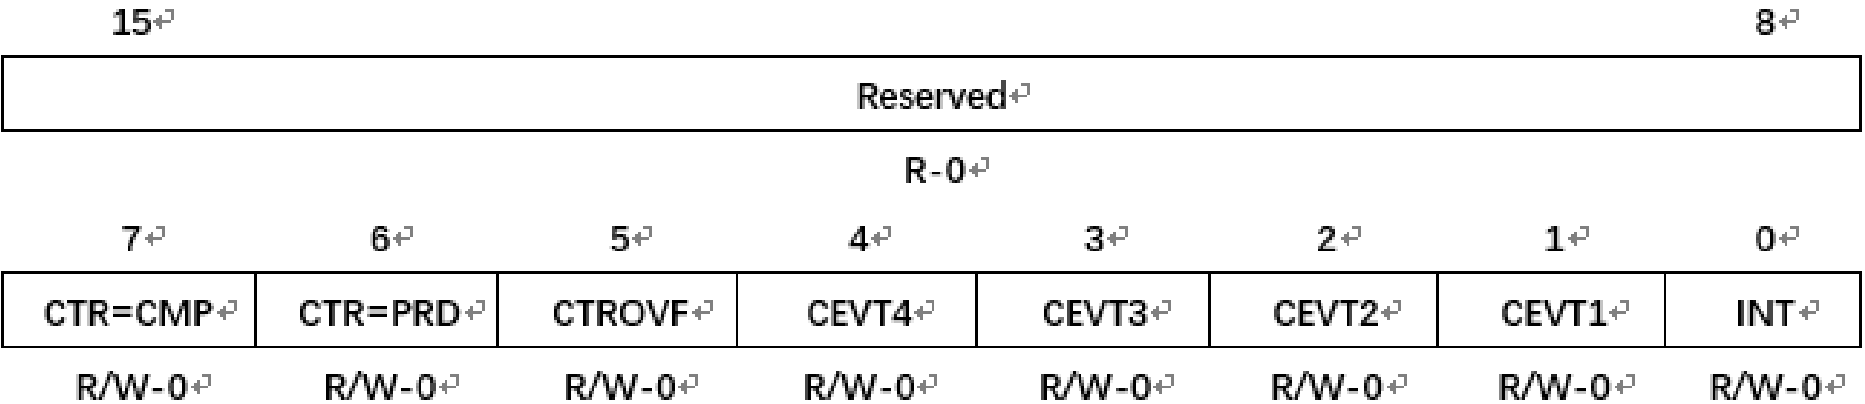 15 8
Reserved
R-0
7 6 5 4 3 2 1 0
CTR=CMP CTR=PRD CTROVF CEVT4 CEVT3 CEVT2 CEVT1 INT
R/W-0 R/W-0 R/W-0 R/W-0 R/W-0 R/W-0 R/W-0 R/W-0